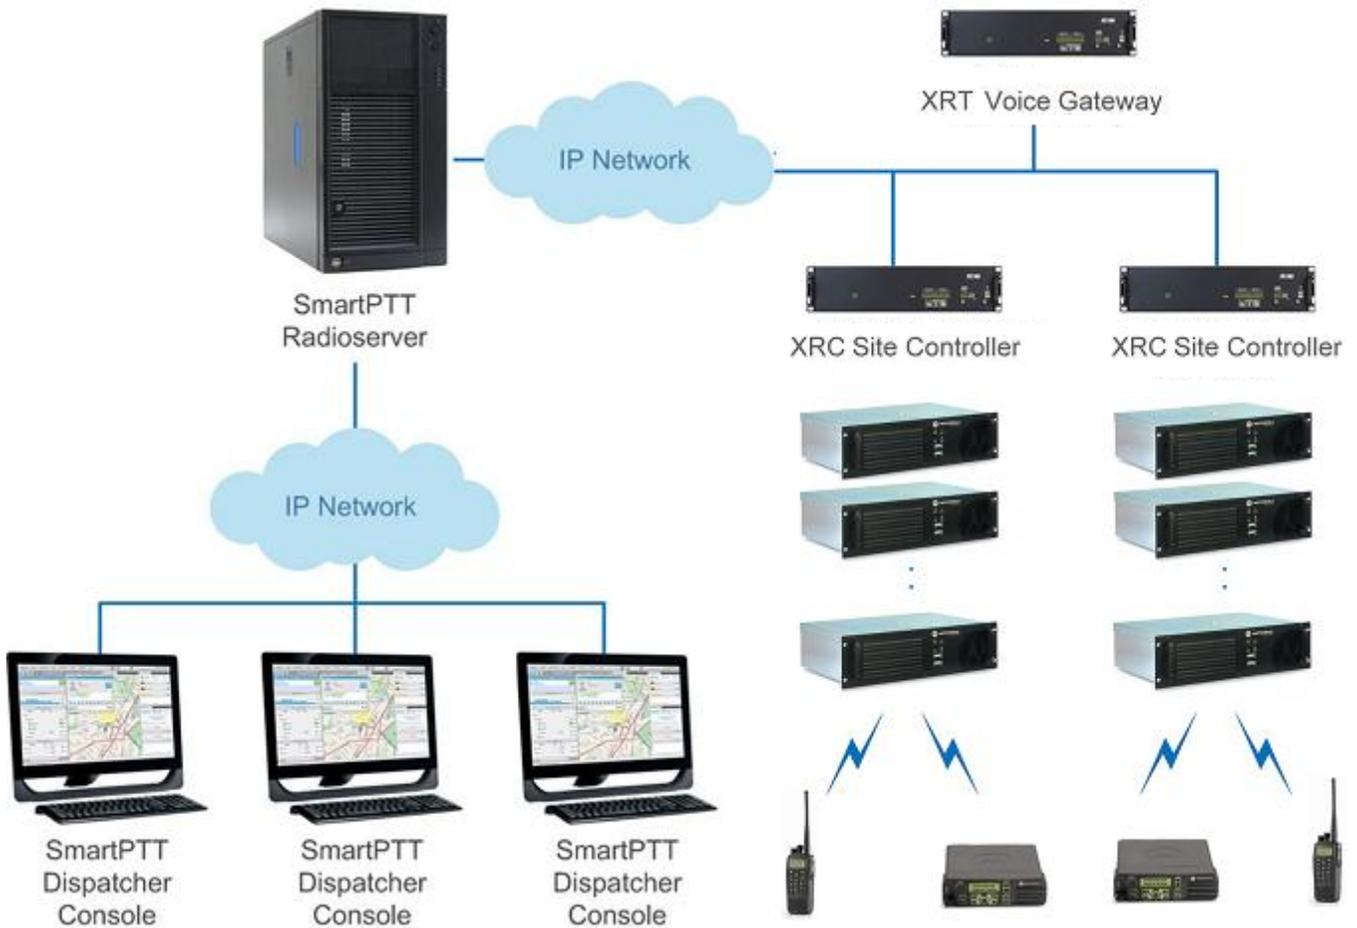 XRT Voice Gateway
IP Network
SmartPTT
Radioserver
XRC Site Controller
XRC Site Controller
IP Network
SmartPTT
Dispatcher
Console
SmartPTT
Dispatcher
Console
SmartPTT
Dispatcher
Console